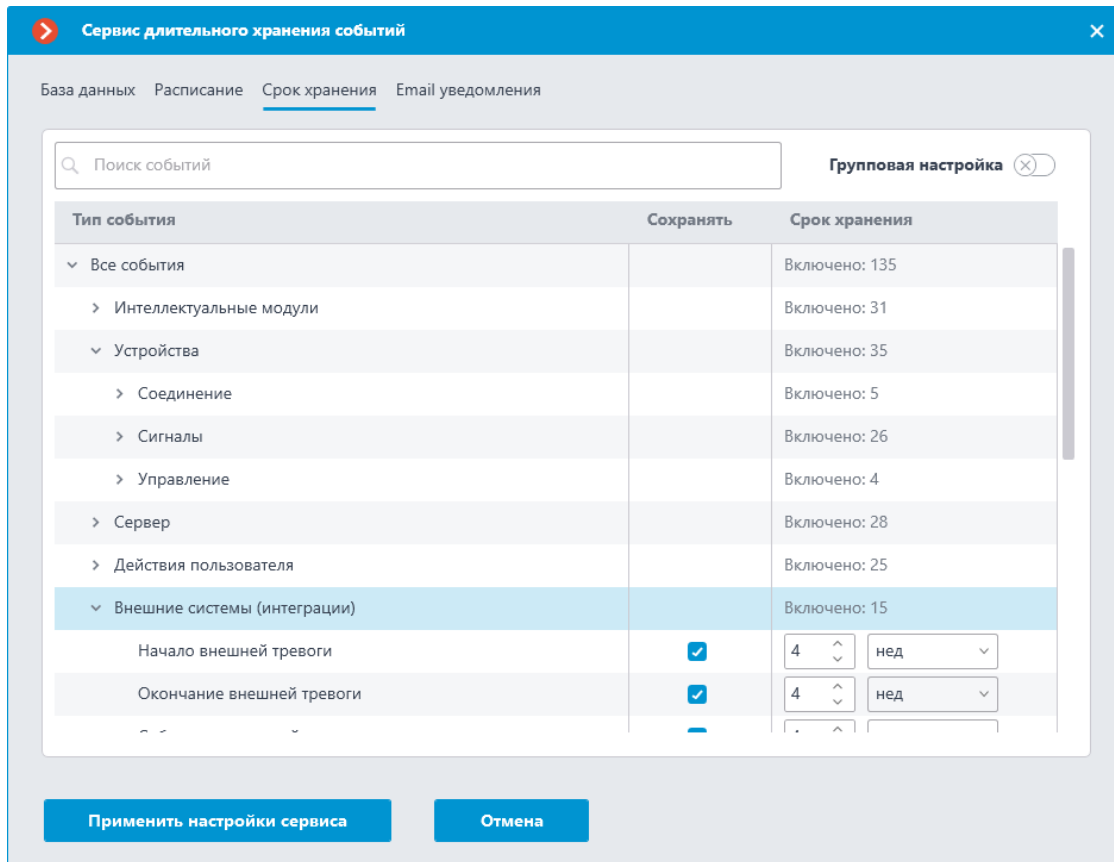 Сервис длительного хранения событий
База данных Расписание Срок хранения Email уведомления
Поиск событий Групповая настройка
Тип события Сохранять Срок хранения
Все события Включено: 135
Интеллектуальные модули Включено: 31
Устройства Включено: 35
Соединение Включено: 5
Сигналы Включено: 26
Управление Включено: 4
Сервер Включено: 28
Действия пользователя Включено: 25
Внешние системы (интеграции) Включено: 15
Начало внешней тревоги 4 нед
Окончание внешней тревоги 4 нед
Применить настройки сервиса Отмена